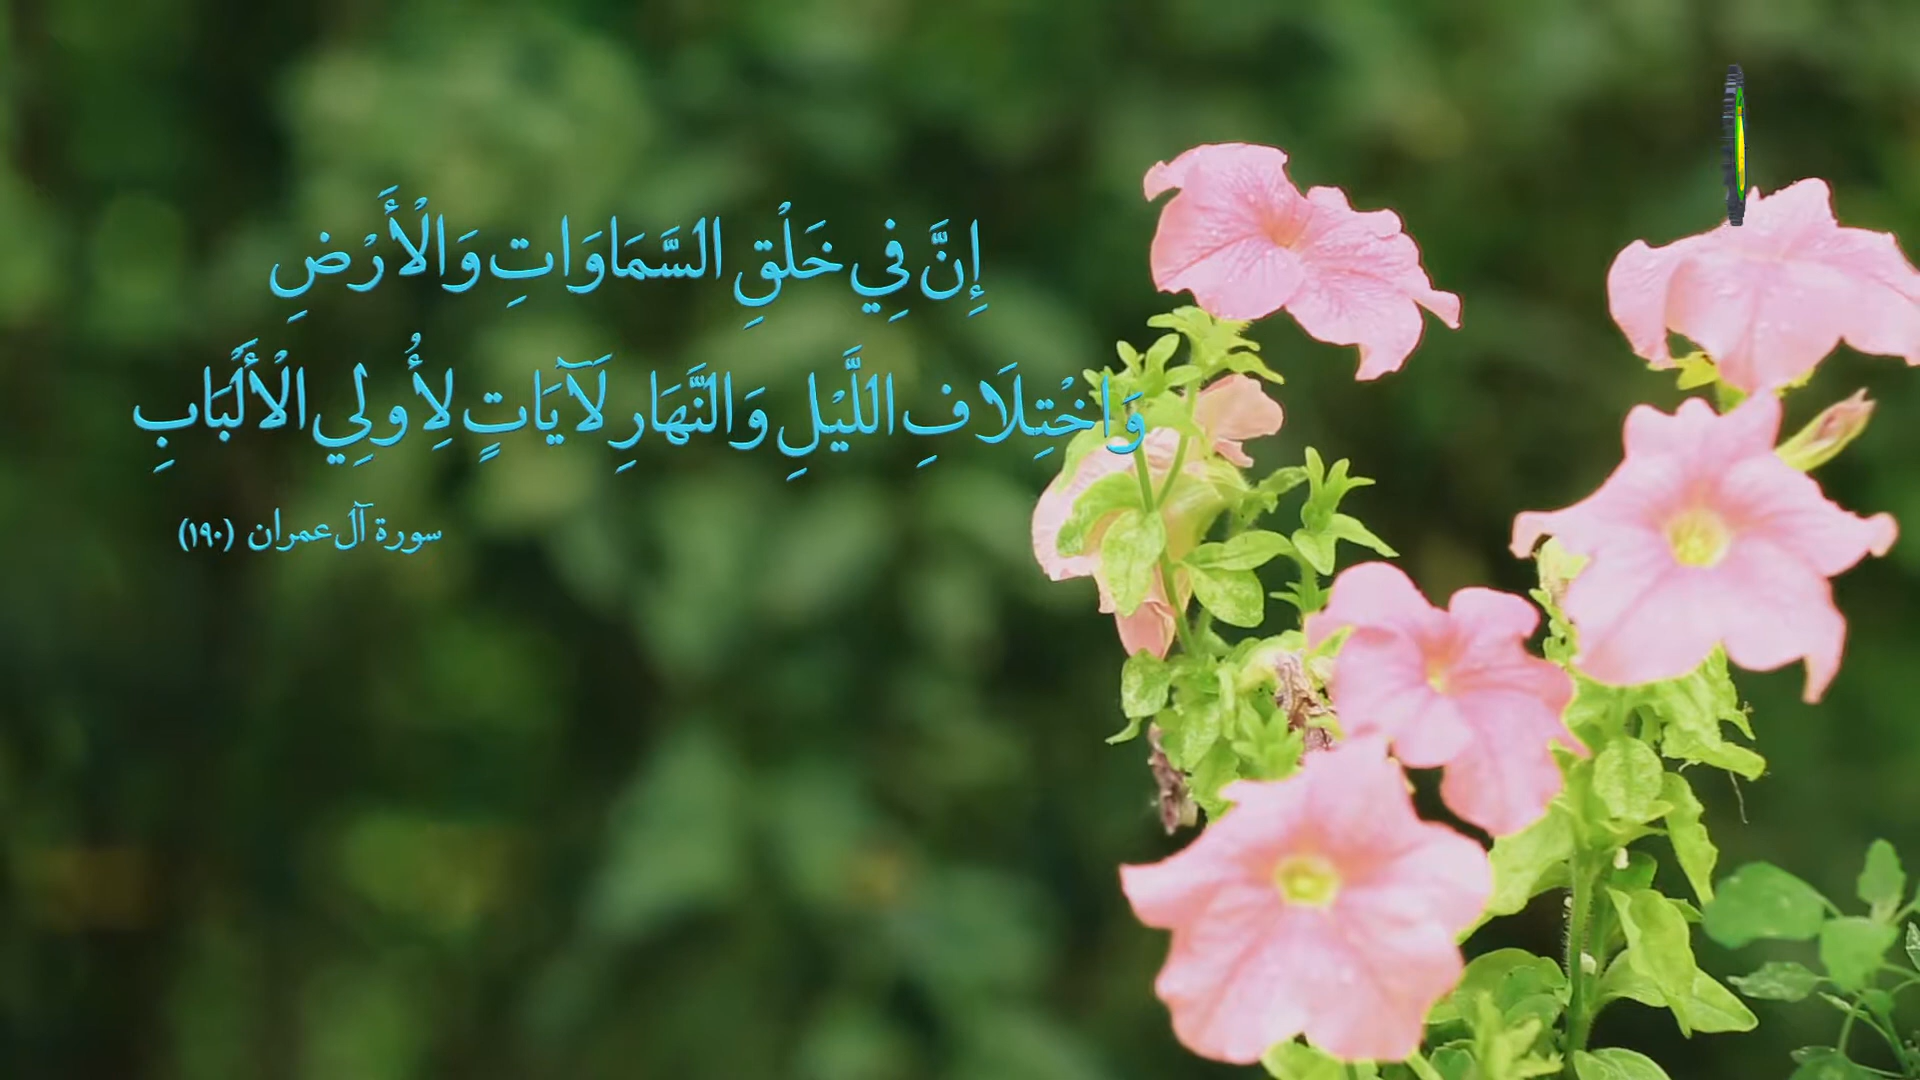 إِنَّ فِي خَلْقِ السَّمَاوَاتِ وَالْأَرْضِ
وَاخْتِلَافِ اللَّيْلِ وَالنَّهَارِ لَآيَاتٍ لِأُولِي الْأَلْبَابِ
سورة آل عمران (١٩٠)